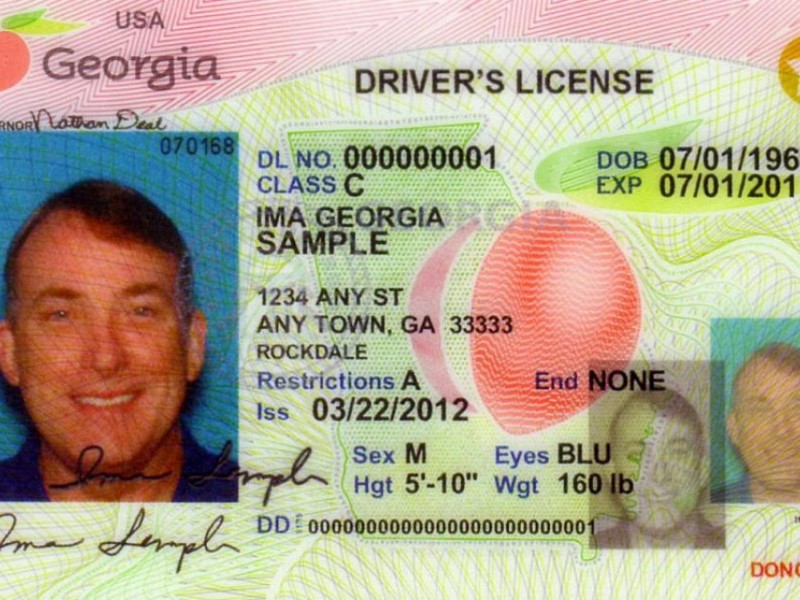 USA
Georgia
DRIVER'S LICENSE
Nathan Deal
070168
DL NO. 000000001
DOB 07/01/196
CLASS C
EXP 07/01/201
IMA GEORGIA
SAMPLE
1234 ANY ST
ANY TOWN, GA 33333
ROCKDALE
Restrictions A
End NONE
Iss 03/22/2012
Sex M
Eyes BLU
Hgt 5'-10"
Wgt 160 lb
Ima Sample
DD 0000000000000000000000001
Ima Sample